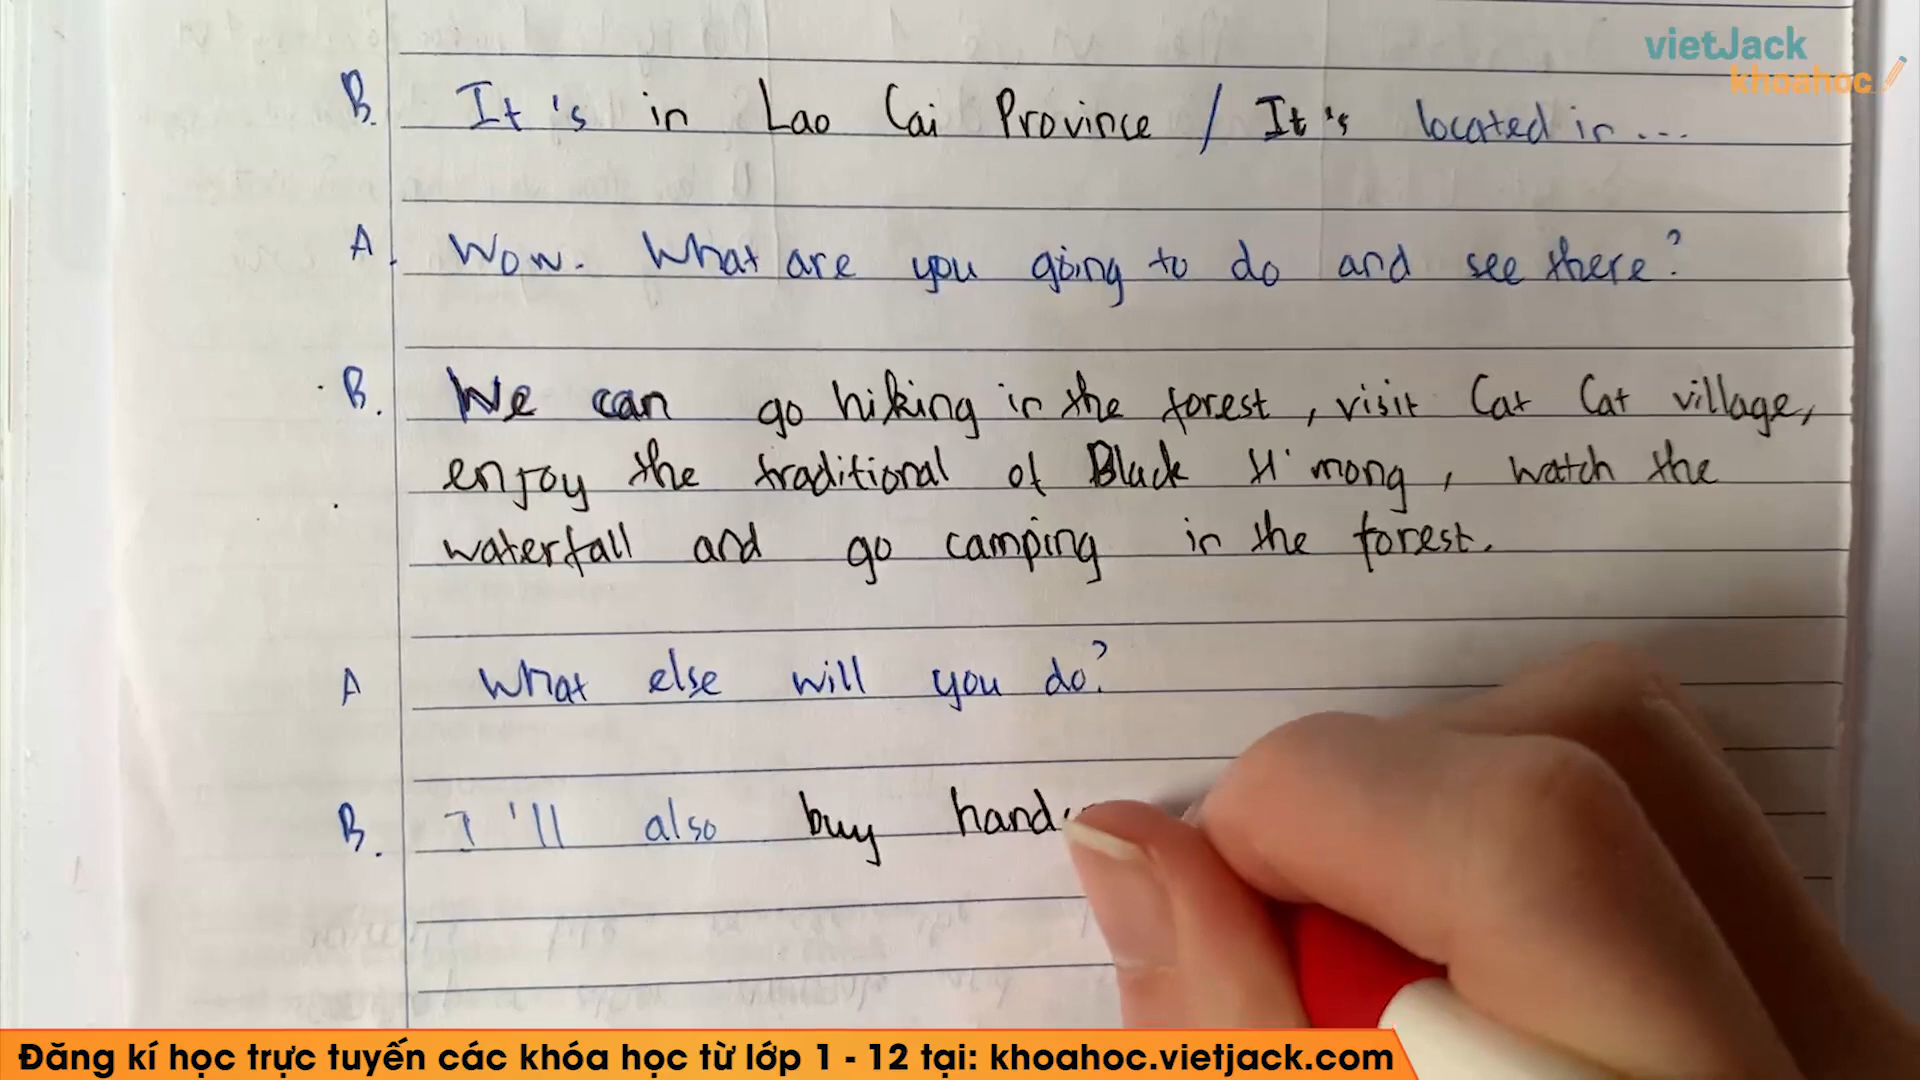 vietJack
khoahoc
B. It's in Lao Cai Province / It's located in...
A. Wow. What are you going to do and see there?
B. We can go hiking in the forest, visit Cat Cat village,
enjoy the traditional of Black H'mong, watch the
waterfall and go camping in the forest.
A What else will you do?
B. I'll also buy hand
Đăng kí học trực tuyến các khóa học từ lớp 1 - 12 tại: khoahoc.vietjack.com